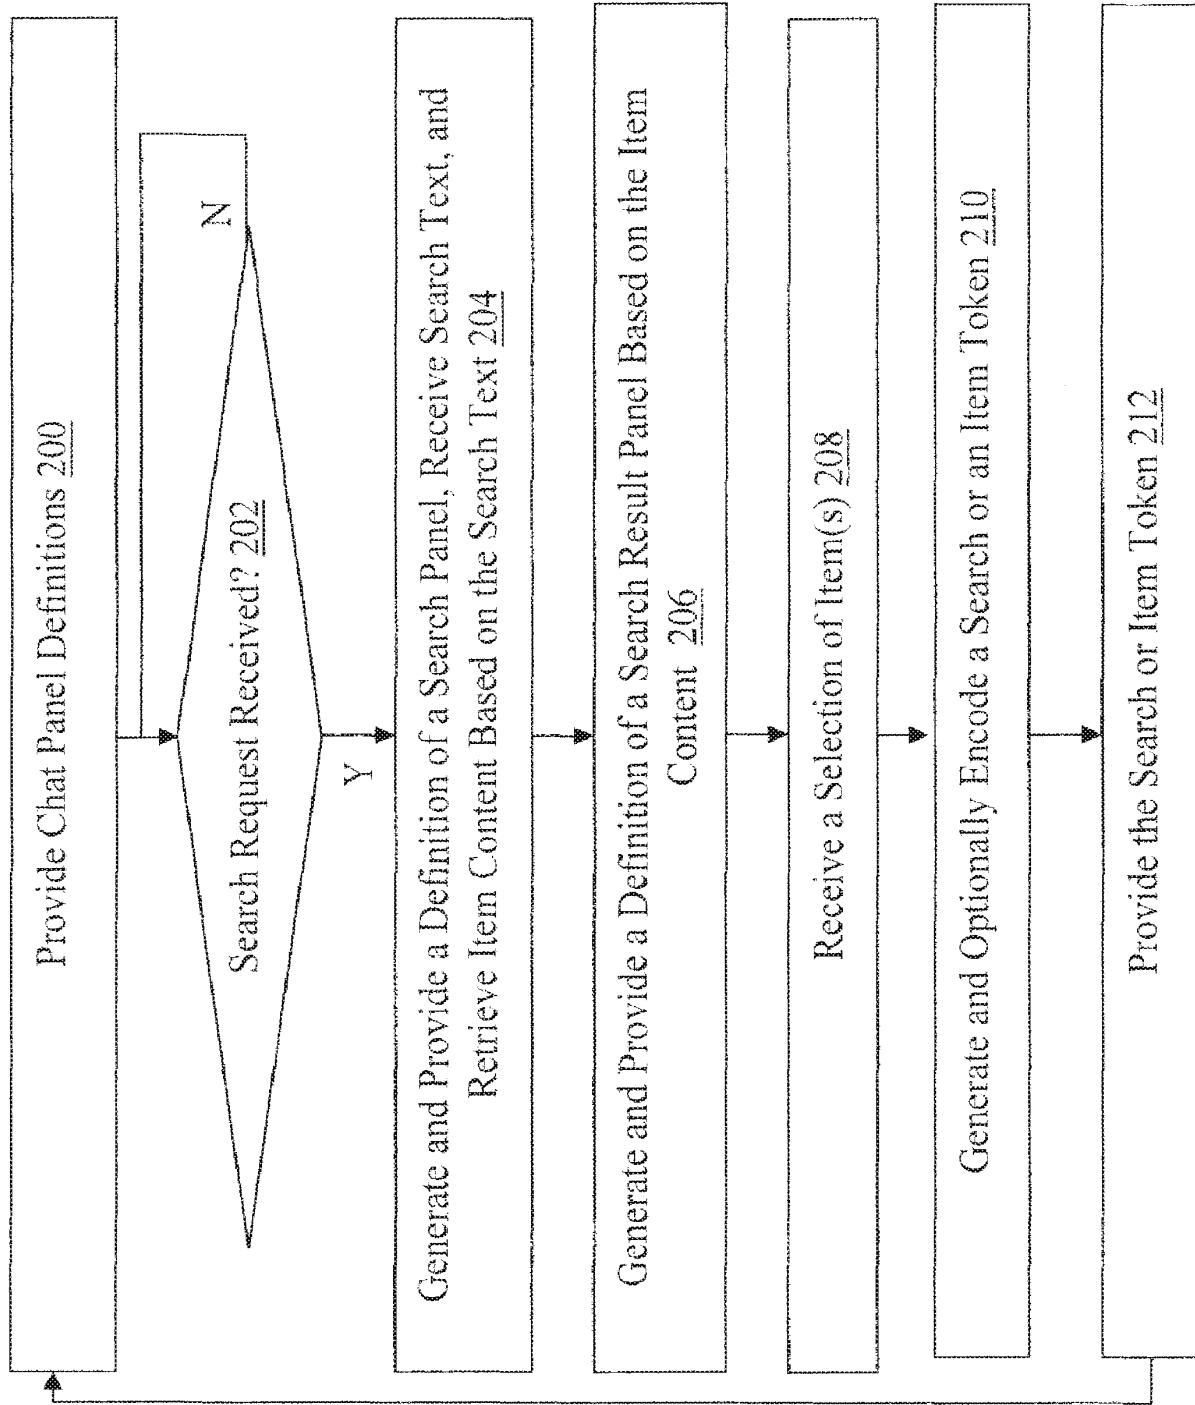 Provide Chat Panel Definitions 200
Search Request Received? 202
N
Y
Generate and Provide a Definition of a Search Panel, Receive Search Text, and
Retrieve Item Content Based on the Search Text 204
Generate and Provide a Definition of a Search Result Panel Based on the Item
Content 206
Receive a Selection of Item(s) 208
Generate and Optionally Encode a Search or an Item Token 210
Provide the Search or Item Token 212